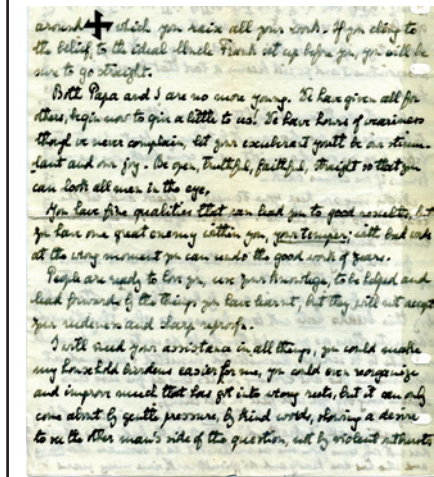 around which you raise all your work. If you cling to
the belief, to the ideal Uncle Frank set up before you, you will be
sure to go straight.
Both Papa and I are no more young. We have given all for
others, begin now to give a little to us! We have hours of weariness
though we never complain, let your exuberant youth be our stimu-
lant and our joy. Be open, truthful, faithful, straight so that you
can look all men in the eye.
You have fine qualities that can lead you to good results, but
you have one great enemy within you, your temper; with bad words
at the wrong moment you can undo the good work of years.
People are ready to love you, use your knowledge, to be helped and
lead forwards by the things you have learnt, but they will not accept
your rudeness and sharp reproofs.
I will need your assistance in all things, you could make
my household burdens easier for me, you could even reorganize
and improve much that has got into wrong ruts, but it can only
come about by gentle pressure, by kind words, showing a desire
to see the other man's side of the question, not by violent outbursts